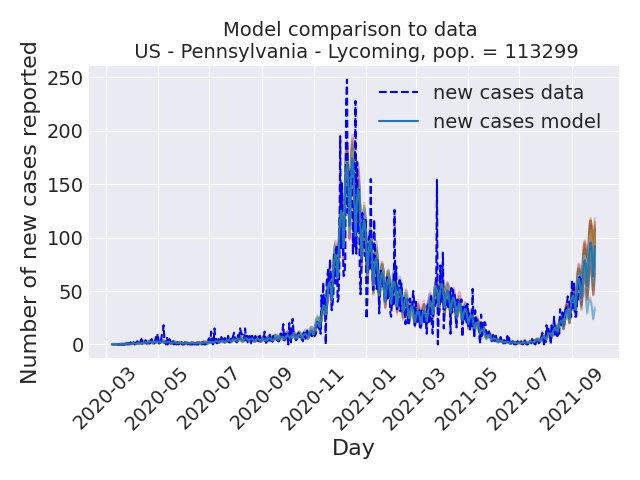 Model comparison to data
US - Pennsylvania - Lycoming, pop. = 113299
Number of new cases reported
250
200
150
100
50
0
new cases data
new cases model
2020-03
2020-05
2020-07
2020-09
2020-11
2021-01
2021-03
2021-05
2021-07
2021-09
Day